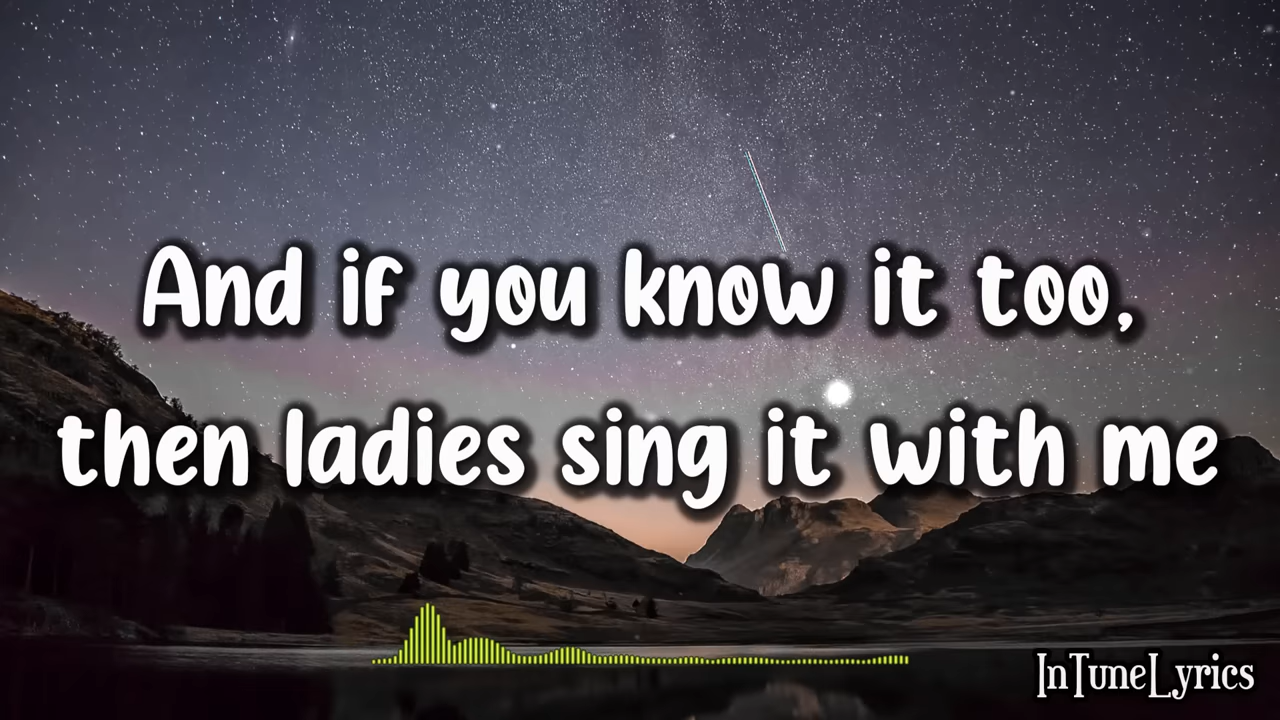 And if you know it too,
then ladies sing it with me
InTuneLyrics